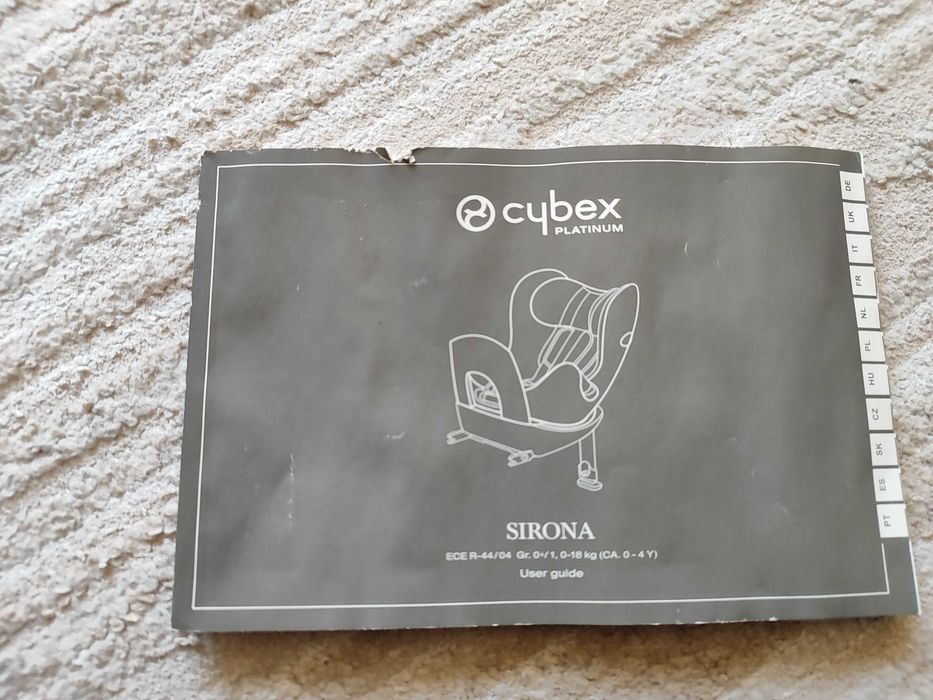 cybex
PLATINUM
SIRONA
ECE R-44/04 Gr. 0+/1, 0-18 kg (CA. 0 - 4 Y)
User guide
DE
UK
IT
FR
NL
PL
HU
CZ
SK
ES
PT